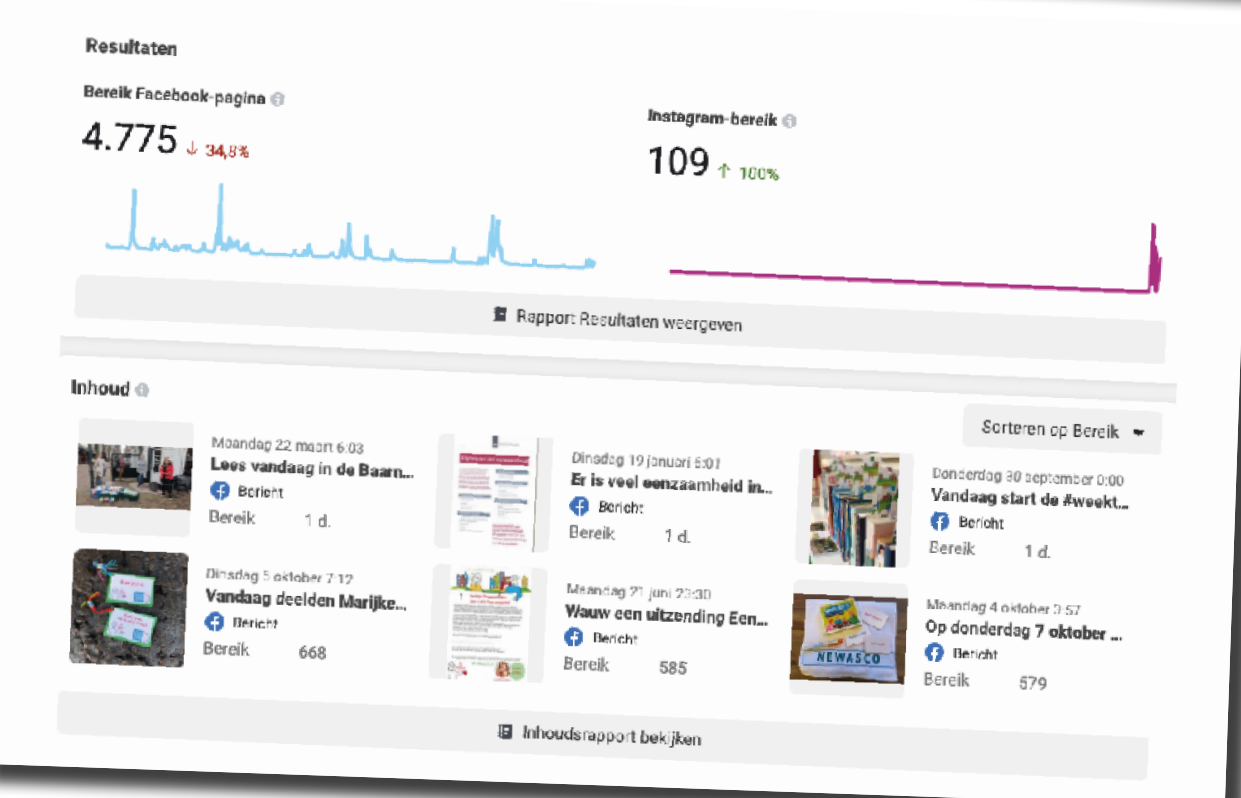 Resultaten
Bereik Facebook-pagina
4.775 ↓ 34,8%
Instagram-bereik
109 ↑ 100%
Rapport Resultaten weergeven
Inhoud
Sorteren op Bereik
Maandag 22 maart 6:03
Lees vandaag in de Baarn...
Bericht
Bereik 1 d.
Dinsdag 19 januari 5:01
Er is veel eenzaamheid in...
Bericht
Bereik 1 d.
Donderdag 30 september 0:00
Vandaag start de #weekt...
Bericht
Bereik 1 d.
Dinsdag 5 oktober 7:12
Vandaag deelden Marijke...
Bericht
Bereik 668
Maandag 21 juni 23:30
Wauw een uitzending Een...
Bericht
Bereik 585
Maandag 4 oktober 3:57
Op donderdag 7 oktober ...
Bericht
Bereik 579
NEWASCO
Inhoudsrapport bekijken